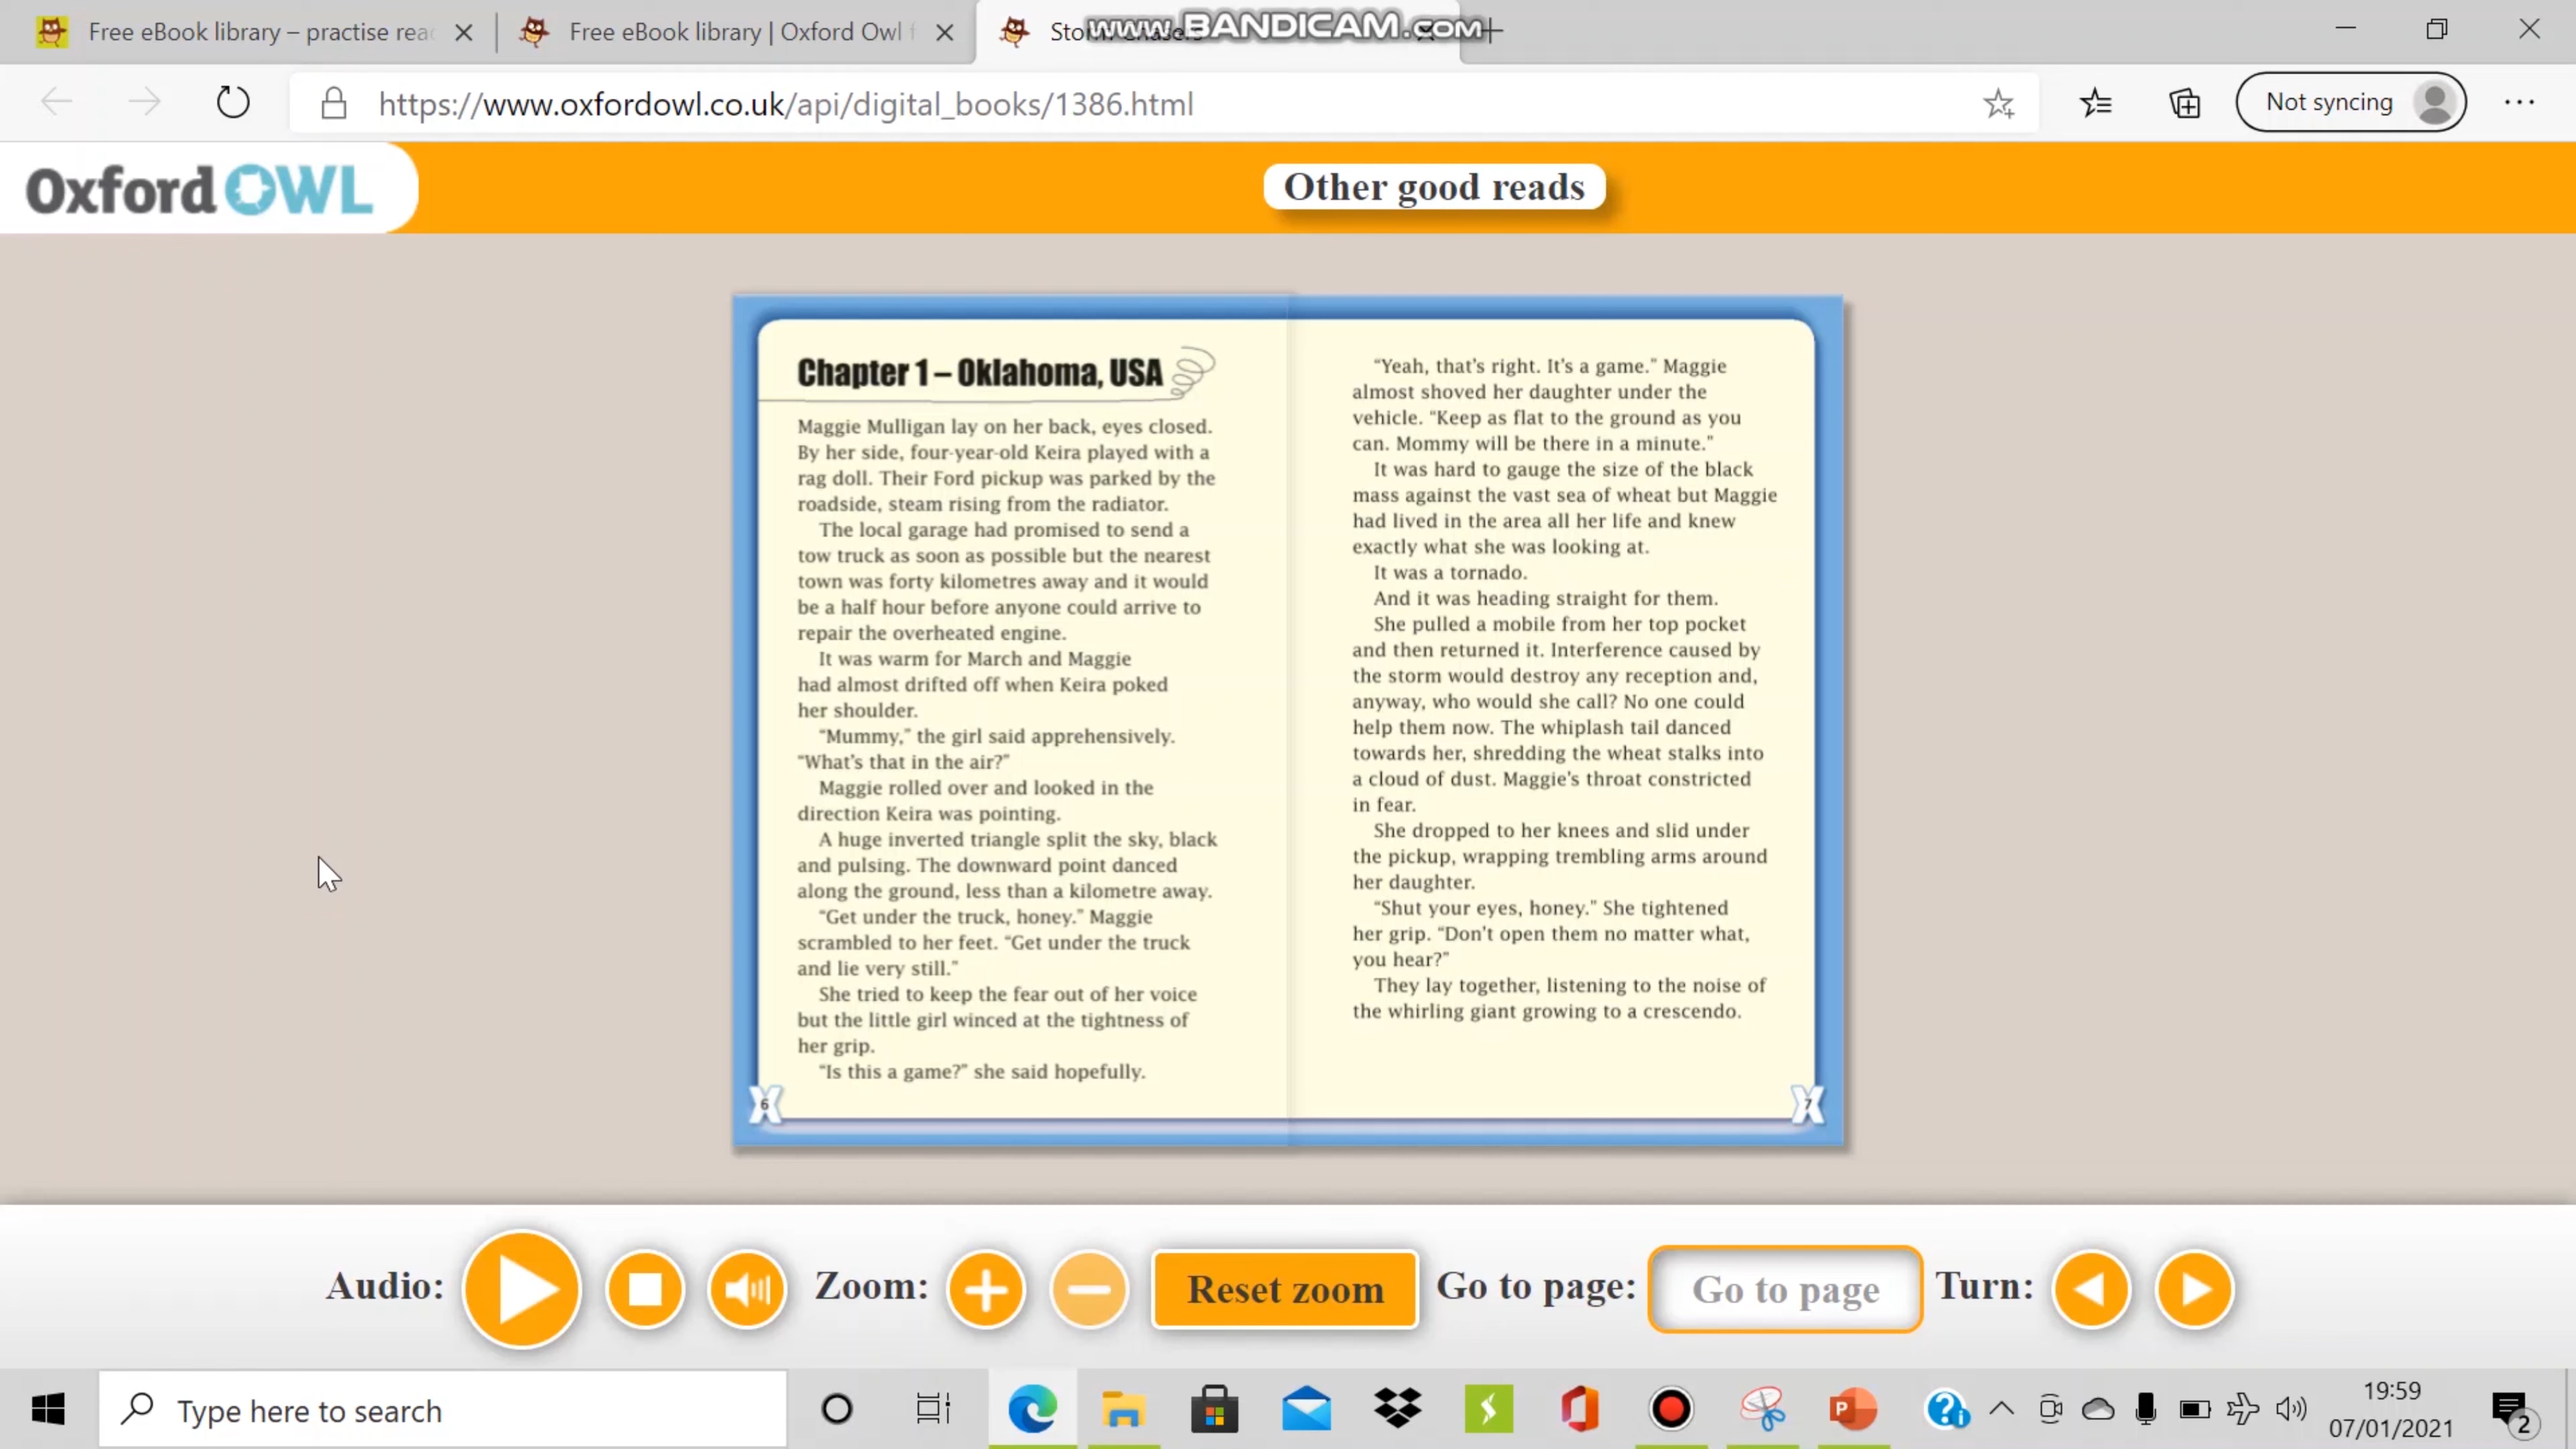 Free eBook library – practise rea
Free eBook library | Oxford Owl f
www.BANDICAM.com
https://www.oxfordowl.co.uk/api/digital_books/1386.html
Not syncing
Oxford OWL
Other good reads
Chapter 1 – Oklahoma, USA
Maggie Mulligan lay on her back, eyes closed.
By her side, four-year-old Keira played with a
rag doll. Their Ford pickup was parked by the
roadside, steam rising from the radiator.
The local garage had promised to send a
tow truck as soon as possible but the nearest
town was forty kilometres away and it would
be a half hour before anyone could arrive to
repair the overheated engine.
It was warm for March and Maggie
had almost drifted off when Keira poked
her shoulder.
“Mummy,” the girl said apprehensively.
“What’s that in the air?”
Maggie rolled over and looked in the
direction Keira was pointing.
A huge inverted triangle split the sky, black
and pulsing. The downward point danced
along the ground, less than a kilometre away.
“Get under the truck, honey.” Maggie
scrambled to her feet. “Get under the truck
and lie very still.”
She tried to keep the fear out of her voice
but the little girl winced at the tightness of
her grip.
“Is this a game?” she said hopefully.
6
“Yeah, that’s right. It’s a game.” Maggie
almost shoved her daughter under the
vehicle. “Keep as flat to the ground as you
can. Mommy will be there in a minute.”
It was hard to gauge the size of the black
mass against the vast sea of wheat but Maggie
had lived in the area all her life and knew
exactly what she was looking at.
It was a tornado.
And it was heading straight for them.
She pulled a mobile from her top pocket
and then returned it. Interference caused by
the storm would destroy any reception and,
anyway, who would she call? No one could
help them now. The whiplash tail danced
towards her, shredding the wheat stalks into
a cloud of dust. Maggie’s throat constricted
in fear.
She dropped to her knees and slid under
the pickup, wrapping trembling arms around
her daughter.
“Shut your eyes, honey.” She tightened
her grip. “Don’t open them no matter what,
you hear?”
They lay together, listening to the noise of
the whirling giant growing to a crescendo.
7
Audio:
Zoom:
Reset zoom
Go to page:
Go to page
Turn:
Type here to search
19:59
07/01/2021
2